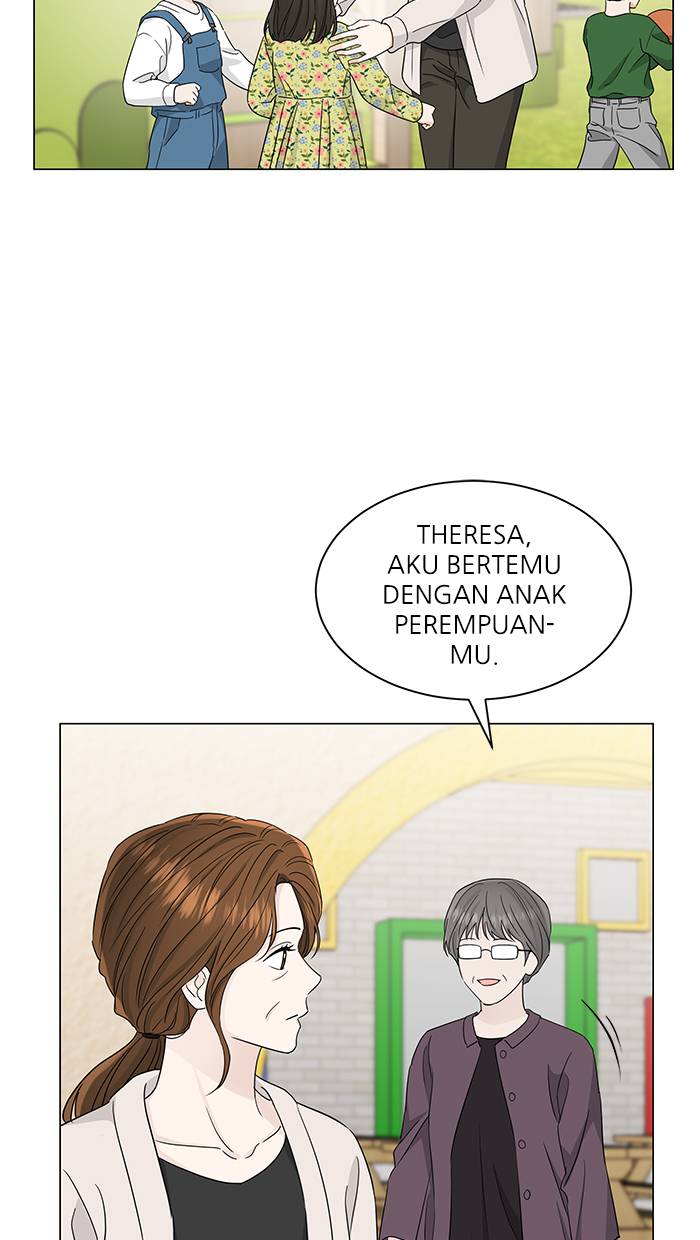 THERESA,
AKU BERTEMU
DENGAN ANAK
PEREMPUAN-
MU.